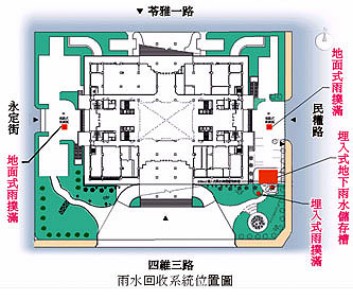 ▼苓雅一路
永定街
地面式雨撲滿
民權路
地面式雨撲滿
埋入式地下雨水儲存槽
埋入式雨撲滿
四維三路
雨水回收系統位置圖